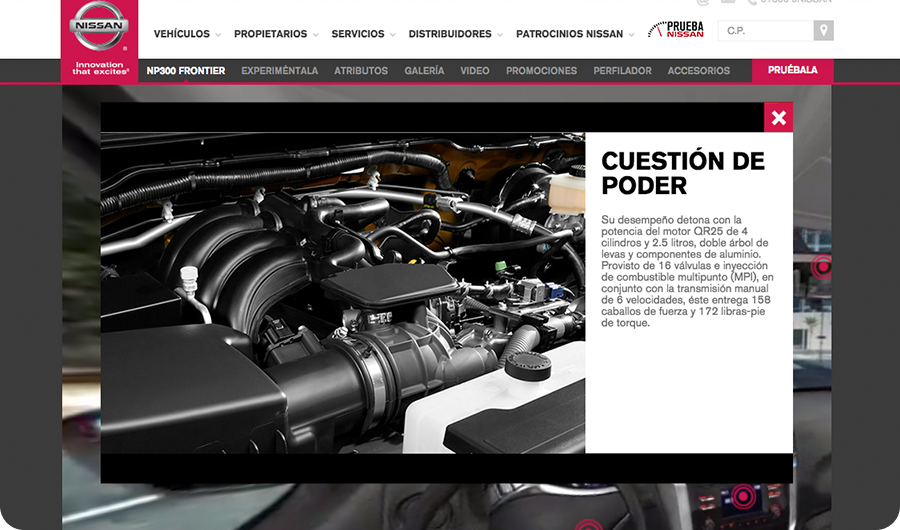 NISSAN
Innovation
that excites®
VEHÍCULOS PROPIETARIOS SERVICIOS DISTRIBUIDORES PATROCINIOS NISSAN
PRUEBA
NISSAN
C.P.
NP300 FRONTIER EXPERIMÉNTALA ATRIBUTOS GALERÍA VIDEO PROMOCIONES PERFILADOR ACCESORIOS PRUÉBALA
CUESTIÓN DE
PODER
Su desempeño detona con la
potencia del motor QR25 de 4
cilindros y 2.5 litros, doble árbol de
levas y componentes de aluminio.
Provisto de 16 válvulas e inyección
de combustible multipunto (MPI), en
conjunto con la transmisión manual
de 6 velocidades, éste entrega 158
caballos de fuerza y 172 libras-pie
de torque.